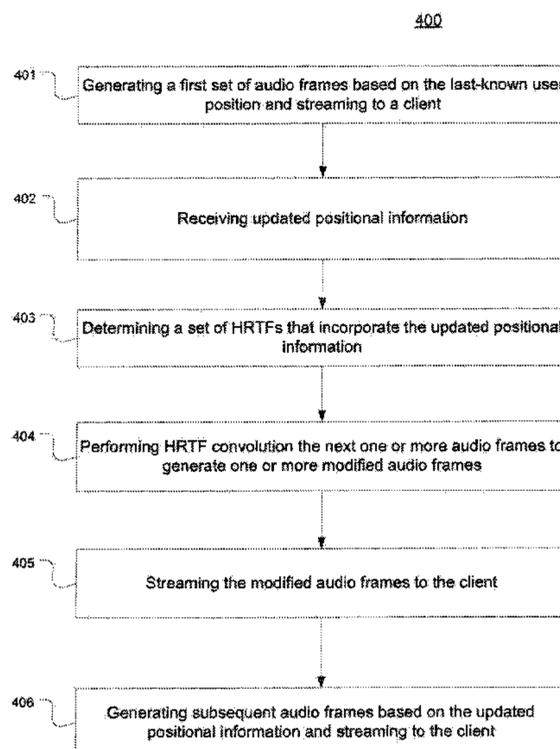 400
401
Generating a first set of audio frames based on the last-known user
position and streaming to a client
402
Receiving updated positional information
403
Determining a set of HRTFs that incorporate the updated positional
information
404
Performing HRTF convolution the next one or more audio frames to
generate one or more modified audio frames
405
Streaming the modified audio frames to the client
406
Generating subsequent audio frames based on the updated
positional information and streaming to the client